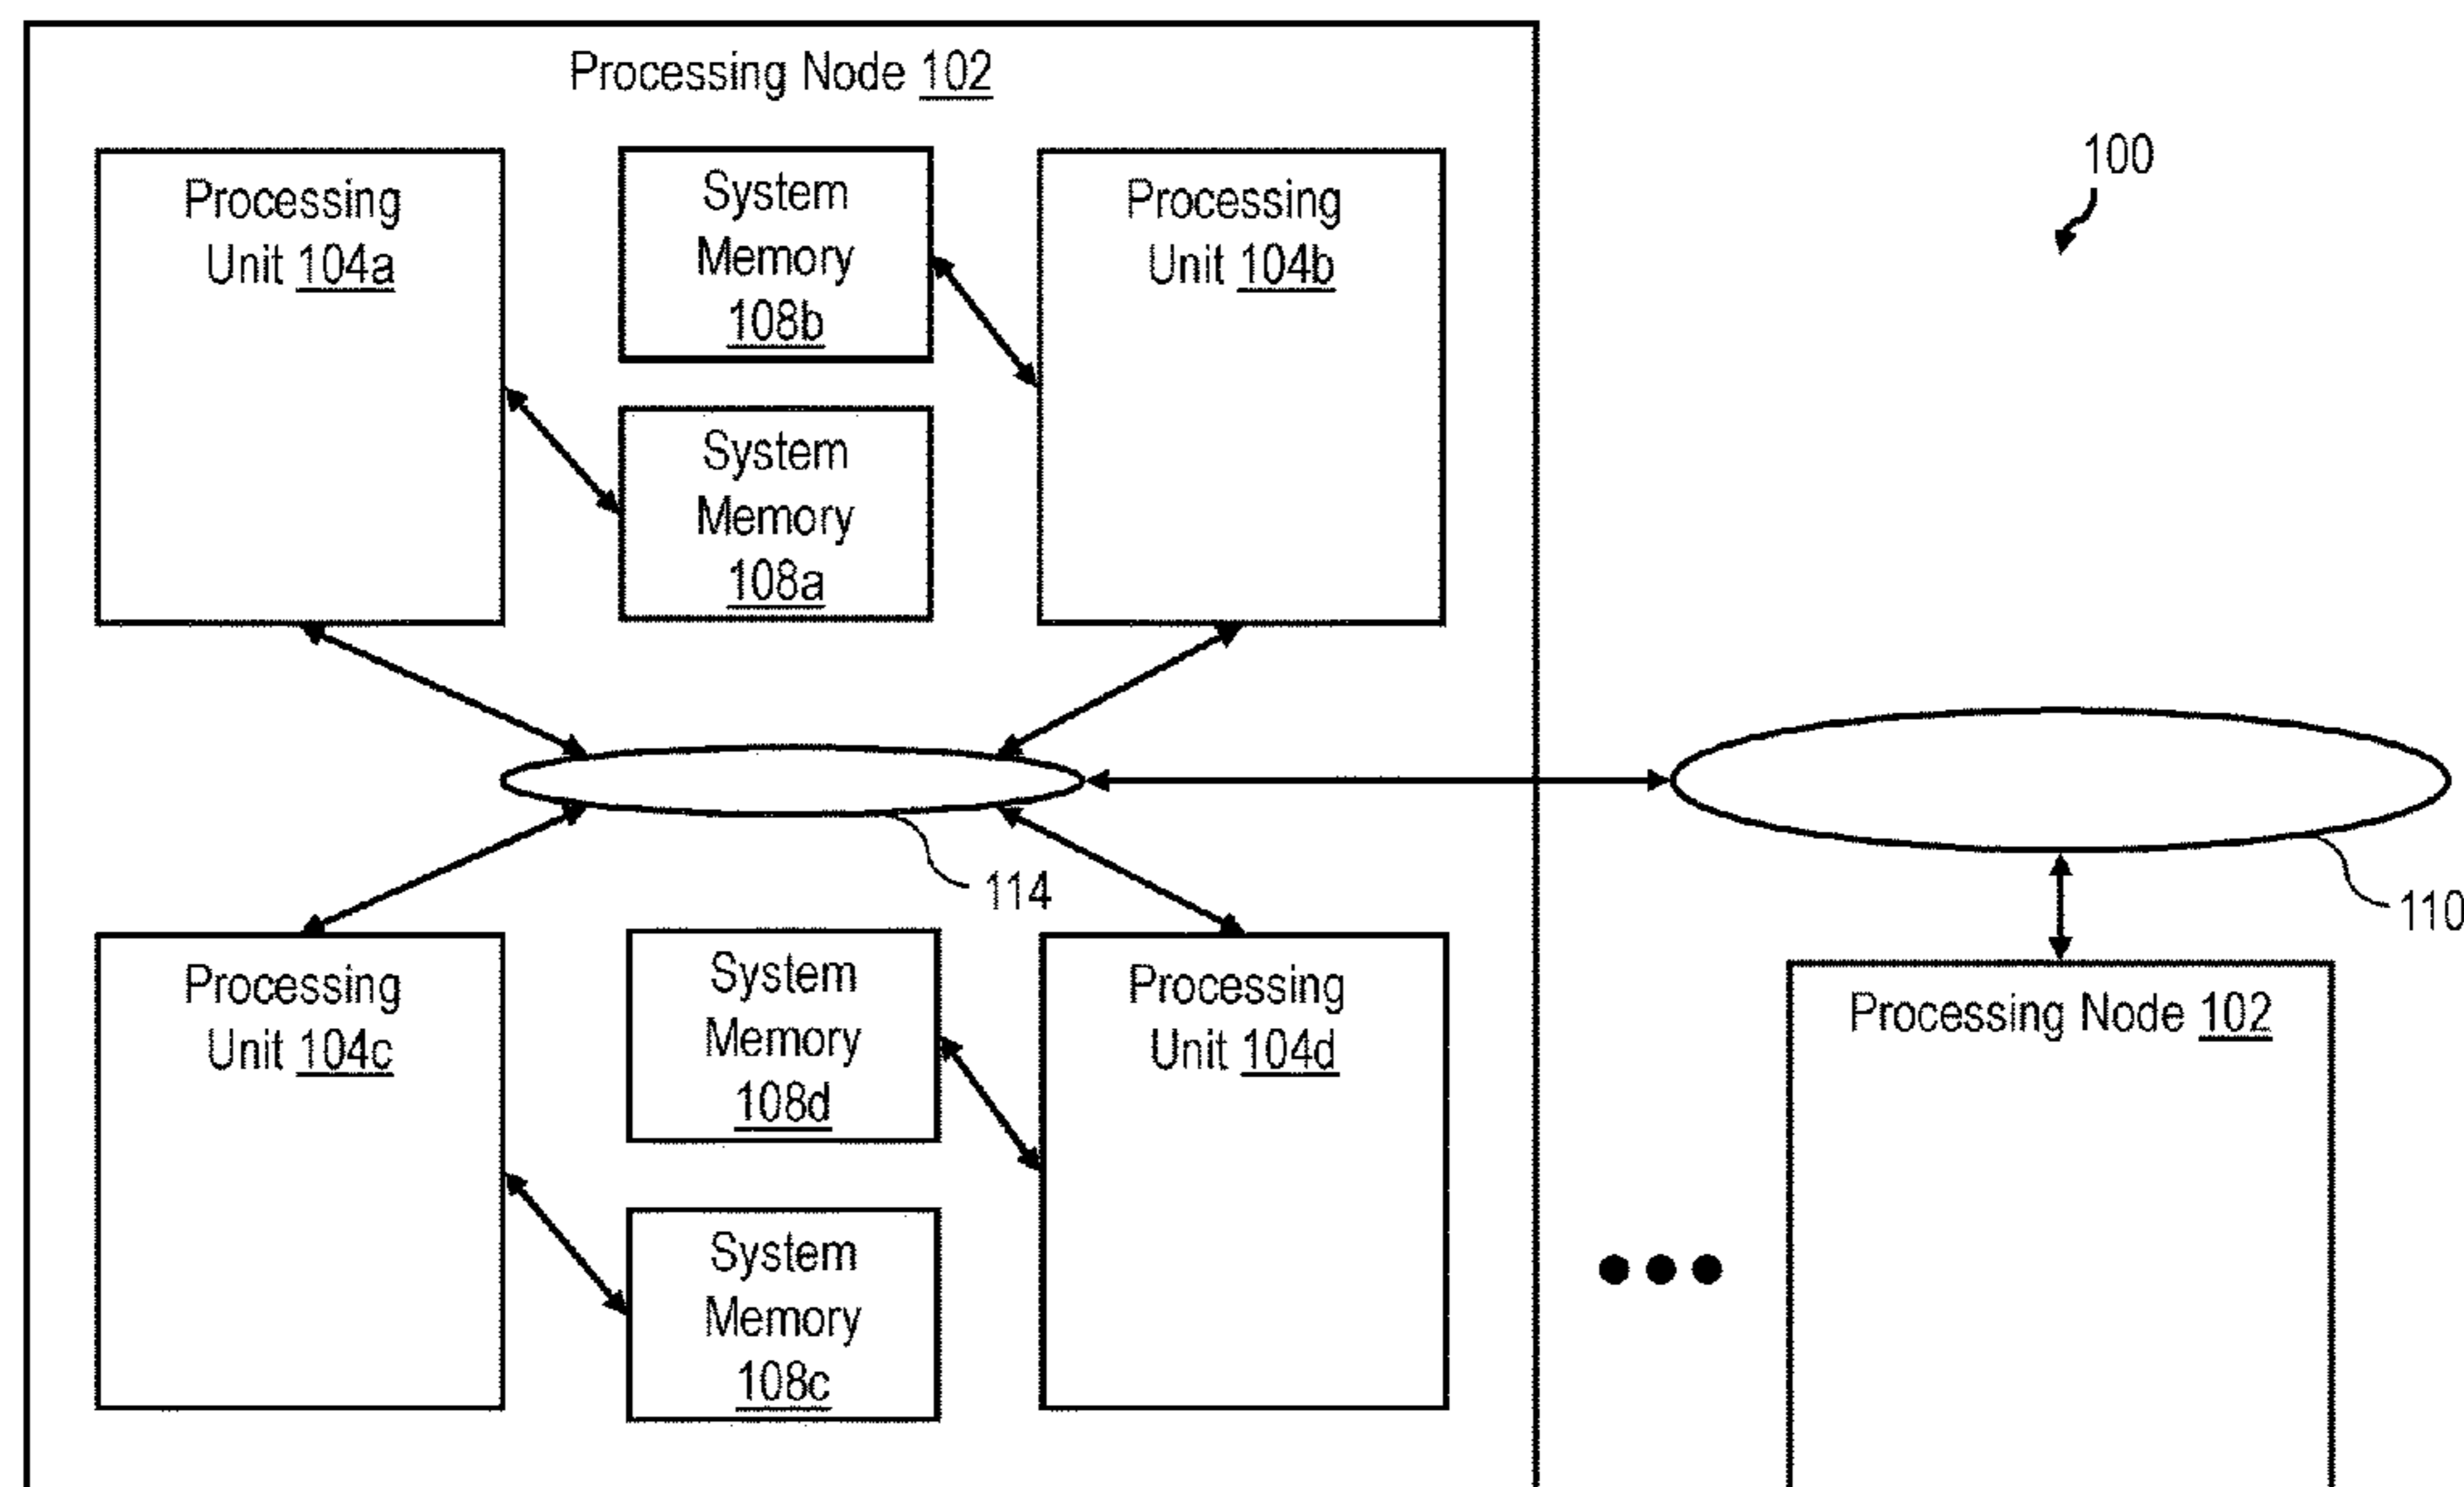 Processing Node 102
100
Processing
Unit 104a
System
Memory
108b
Processing
Unit 104b
System
Memory
108a
114
110
Processing
Unit 104c
System
Memory
108d
Processing
Unit 104d
Processing Node 102
System
Memory
108c